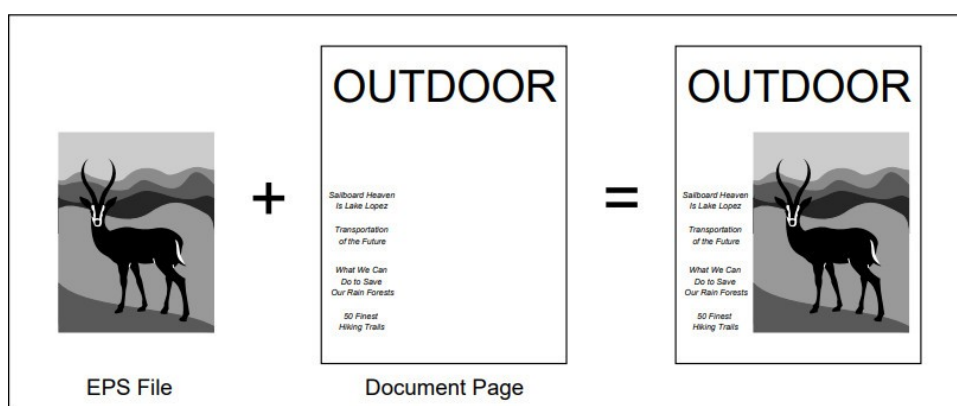 OUTDOOR
Sailboard Heaven
Is Lake Lopez
Transportation
of the Future
What We Can
Do to Save
Our Rain Forests
50 Finest
Hiking Trails
+
=
OUTDOOR
Sailboard Heaven
Is Lake Lopez
Transportation
of the Future
What We Can
Do to Save
Our Rain Forests
50 Finest
Hiking Trails
EPS File
Document Page